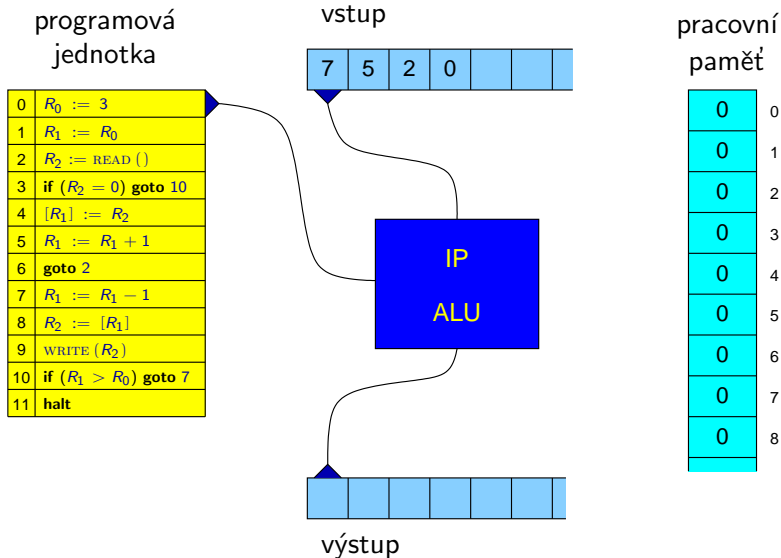 programová
jednotka
0 R0 := 3
1 R1 := R0
2 R2 := READ ()
3 if (R2 = 0) goto 10
4 [R1] := R2
5 R1 := R1 + 1
6 goto 2
7 R1 := R1 − 1
8 R2 := [R1]
9 WRITE (R2)
10 if (R1 > R0) goto 7
11 halt
vstup
7 5 2 0
IP
ALU
výstup
pracovní
paměť
0 0
0 1
0 2
0 3
0 4
0 5
0 6
0 7
0 8